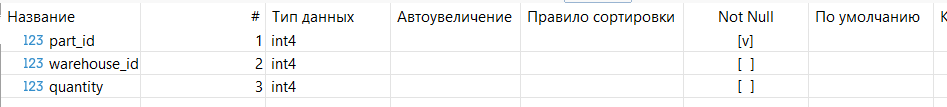 Название # Тип данных Автоувеличение Правило сортировки Not Null По умолчанию К
123 part_id 1 int4 [v]
123 warehouse_id 2 int4 [ ]
123 quantity 3 int4 [ ]